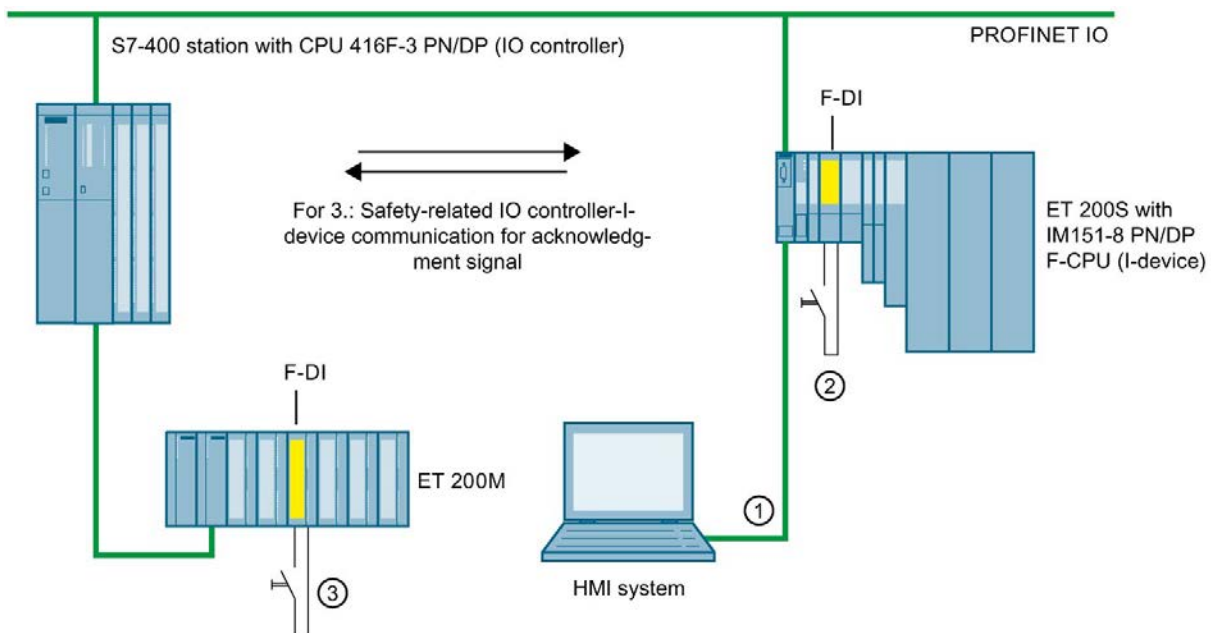 S7-400 station with CPU 416F-3 PN/DP (IO controller)
PROFINET IO
F-DI
For 3.: Safety-related IO controller-I-
device communication for acknowledg-
ment signal
ET 200S with
IM151-8 PN/DP
F-CPU (I-device)
2
F-DI
ET 200M
1
3
HMI system